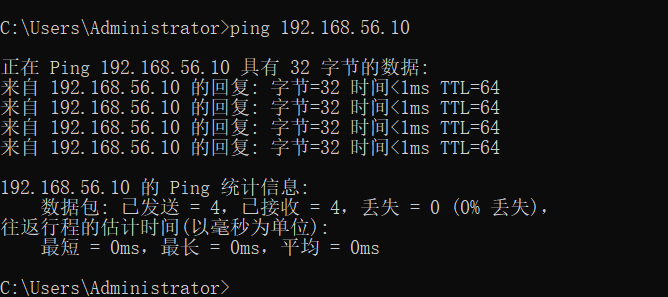 C:\Users\Administrator>ping 192.168.56.10
正在 Ping 192.168.56.10 具有 32 字节的数据:
来自 192.168.56.10 的回复: 字节=32 时间<1ms TTL=64
来自 192.168.56.10 的回复: 字节=32 时间<1ms TTL=64
来自 192.168.56.10 的回复: 字节=32 时间<1ms TTL=64
来自 192.168.56.10 的回复: 字节=32 时间<1ms TTL=64
192.168.56.10 的 Ping 统计信息:
数据包: 已发送 = 4，已接收 = 4，丢失 = 0 (0% 丢失)，
往返行程的估计时间(以毫秒为单位):
最短 = 0ms，最长 = 0ms，平均 = 0ms
C:\Users\Administrator>